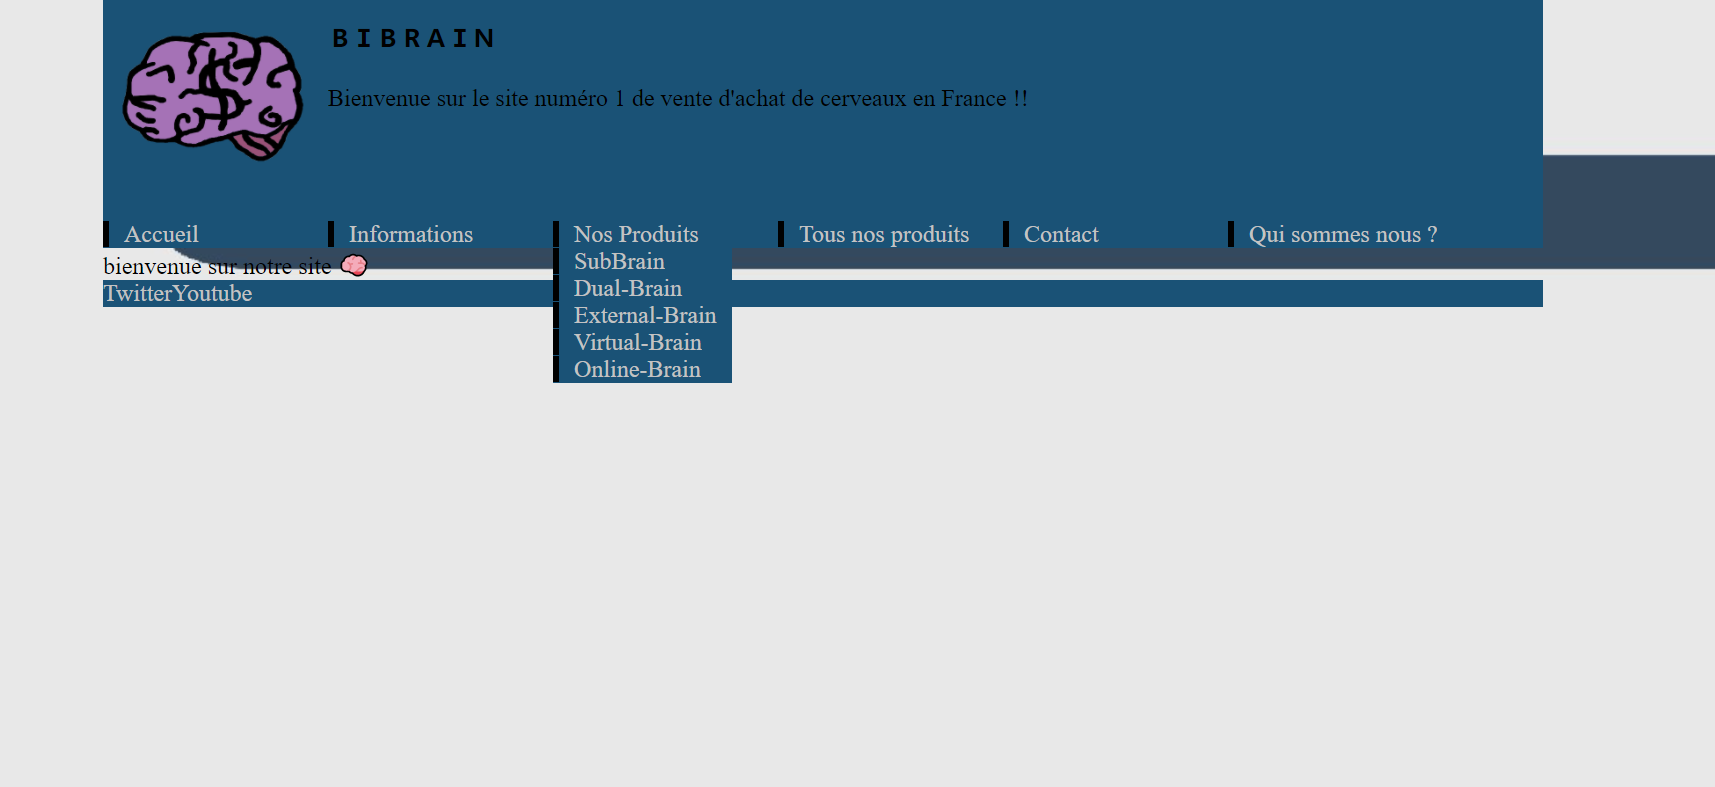 BIBRAIN
Bienvenue sur le site numéro 1 de vente d'achat de cerveaux en France !!
Accueil Informations Nos Produits Tous nos produits Contact Qui sommes nous ?
SubBrain
Dual-Brain
External-Brain
Virtual-Brain
Online-Brain
bienvenue sur notre site 🧠
TwitterYoutube